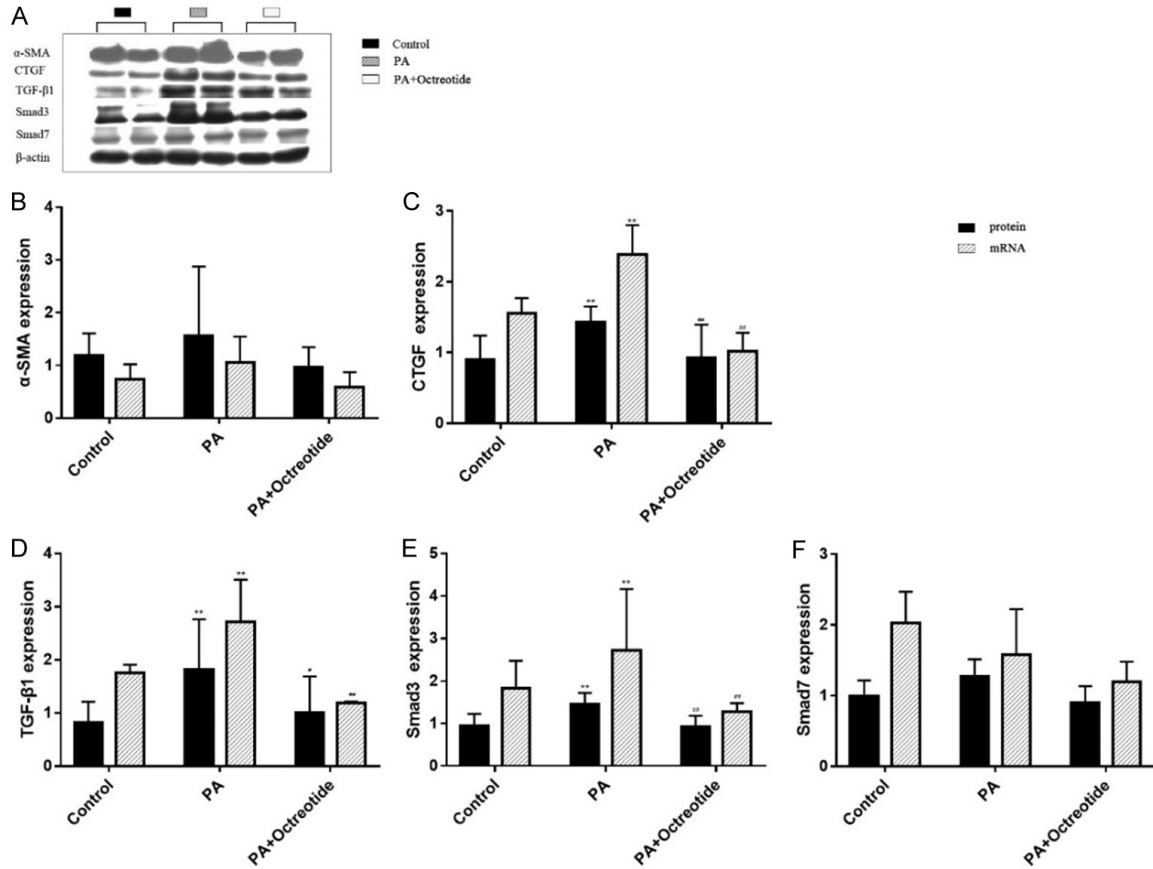 A
α-SMA
CTGF
TGF-β1
Smad3
Smad7
β-actin
Control
PA
PA+Octreotide
B
α-SMA expression
4
3
2
1
0
Control
PA
PA+Octreotide
C
CTGF expression
3
2
1
0
**
**
##
##
Control
PA
PA+Octreotide
protein
mRNA
D
TGF-β1 expression
4
3
2
1
0
**
**
##
Control
PA
PA+Octreotide
E
Smad3 expression
5
4
3
2
1
0
**
**
##
##
Control
PA
PA+Octreotide
F
Smad7 expression
3
2
1
0
Control
PA
PA+Octreotide